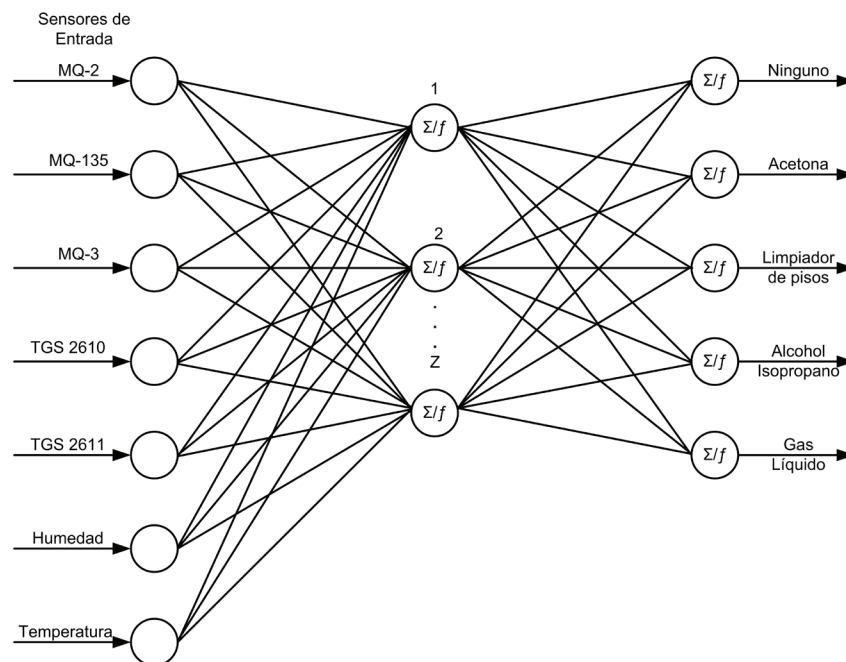 Sensores de
Entrada
MQ-2
MQ-135
MQ-3
TGS 2610
TGS 2611
Humedad
Temperatura
1
Σ/ƒ
2
Σ/ƒ
.
.
.
Z
Σ/ƒ
Σ/ƒ
Ninguno
Σ/ƒ
Acetona
Σ/ƒ
Limpiador
de pisos
Σ/ƒ
Alcohol
Isopropano
Σ/ƒ
Gas
Líquido